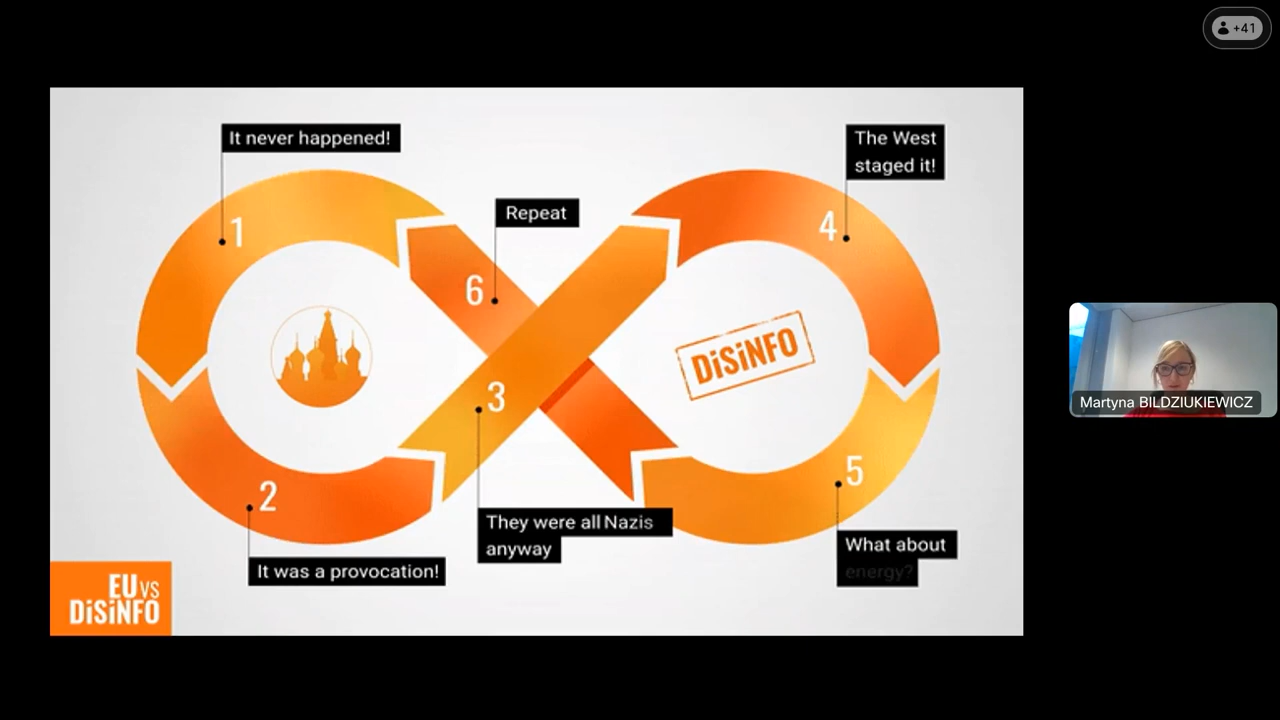 +41
It never happened!
The West
staged it!
Repeat
1
4
6
DiSiNFO
3
5
2
They were all Nazis
anyway
What about
energy?
It was a provocation!
EU VS
DiSiNFO
Martyna BILDZIUKIEWICZ